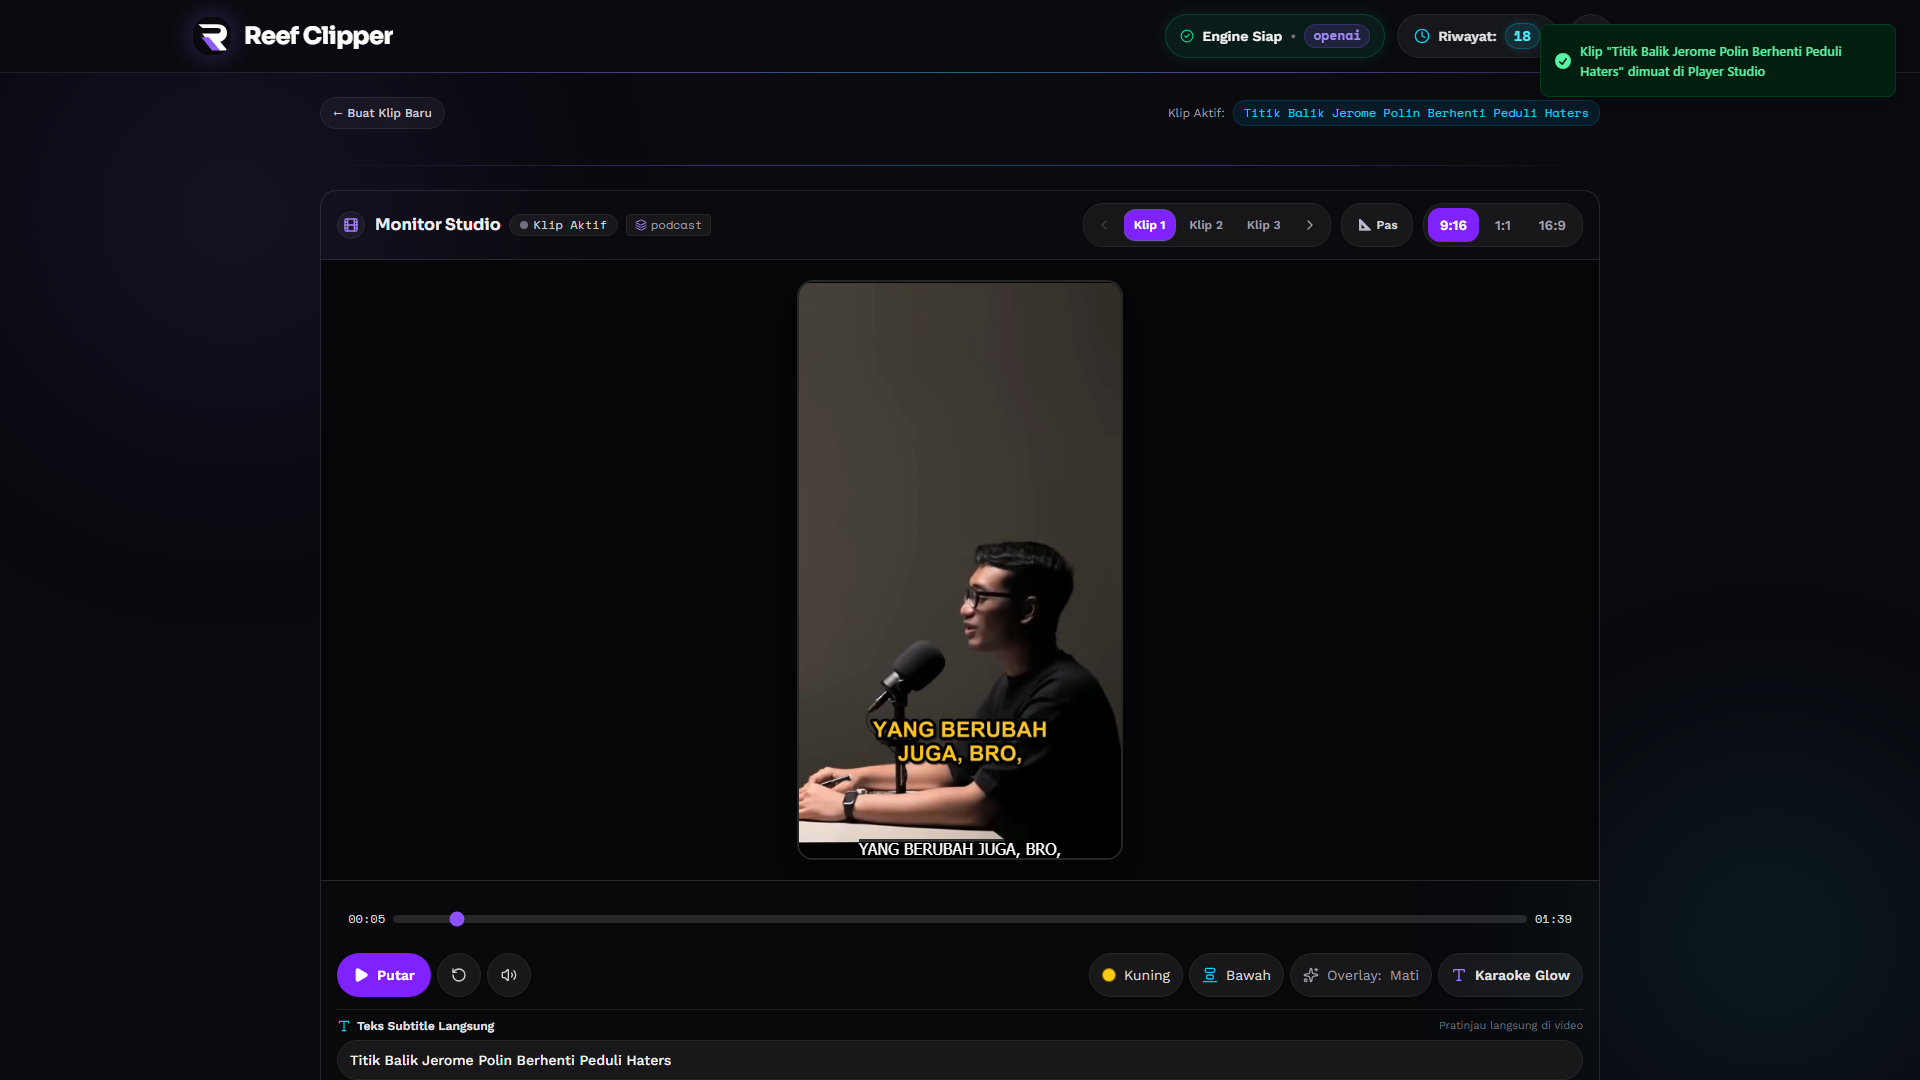 Reef Clipper
Engine Siap • openai
Riwayat: 18
Klip "Titik Balik Jerome Polin Berhenti Peduli
Haters" dimuat di Player Studio
← Buat Klip Baru
Klip Aktif: Titik Balik Jerome Polin Berhenti Peduli Haters
Monitor Studio
Klip Aktif
podcast
Klip 1
Klip 2
Klip 3
Pas
9:16
1:1
16:9
YANG BERUBAH
JUGA, BRO,
YANG BERUBAH JUGA, BRO,
00:05
01:39
Putar
Kuning
Bawah
Overlay: Mati
Karaoke Glow
Teks Subtitle Langsung
Pratinjau langsung di video
Titik Balik Jerome Polin Berhenti Peduli Haters